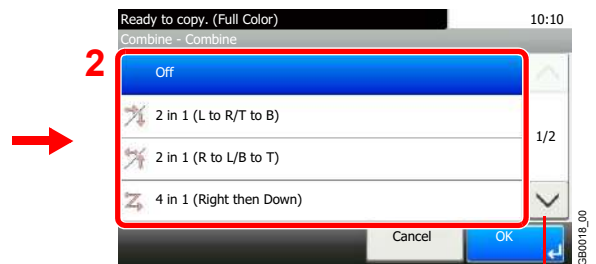 Ready to copy. (Full Color) 10:10
Combine - Combine
2
Off
2 in 1 (L to R/T to B)
1/2
2 in 1 (R to L/B to T)
4 in 1 (Right then Down)
Cancel OK
GB0018_00